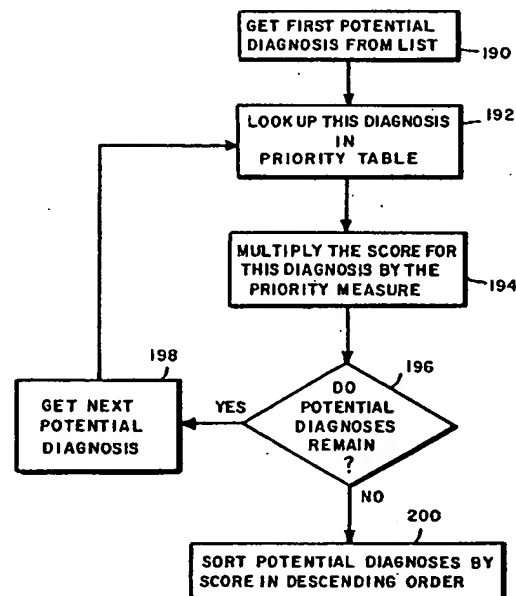 GET FIRST POTENTIAL
DIAGNOSIS FROM LIST
190
LOOK UP THIS DIAGNOSIS
IN
PRIORITY TABLE
192
MULTIPLY THE SCORE FOR
THIS DIAGNOSIS BY THE
PRIORITY MEASURE
194
196
DO
POTENTIAL
DIAGNOSES
REMAIN
?
YES
198
GET NEXT
POTENTIAL
DIAGNOSIS
NO
200
SORT POTENTIAL DIAGNOSES BY
SCORE IN DESCENDING ORDER